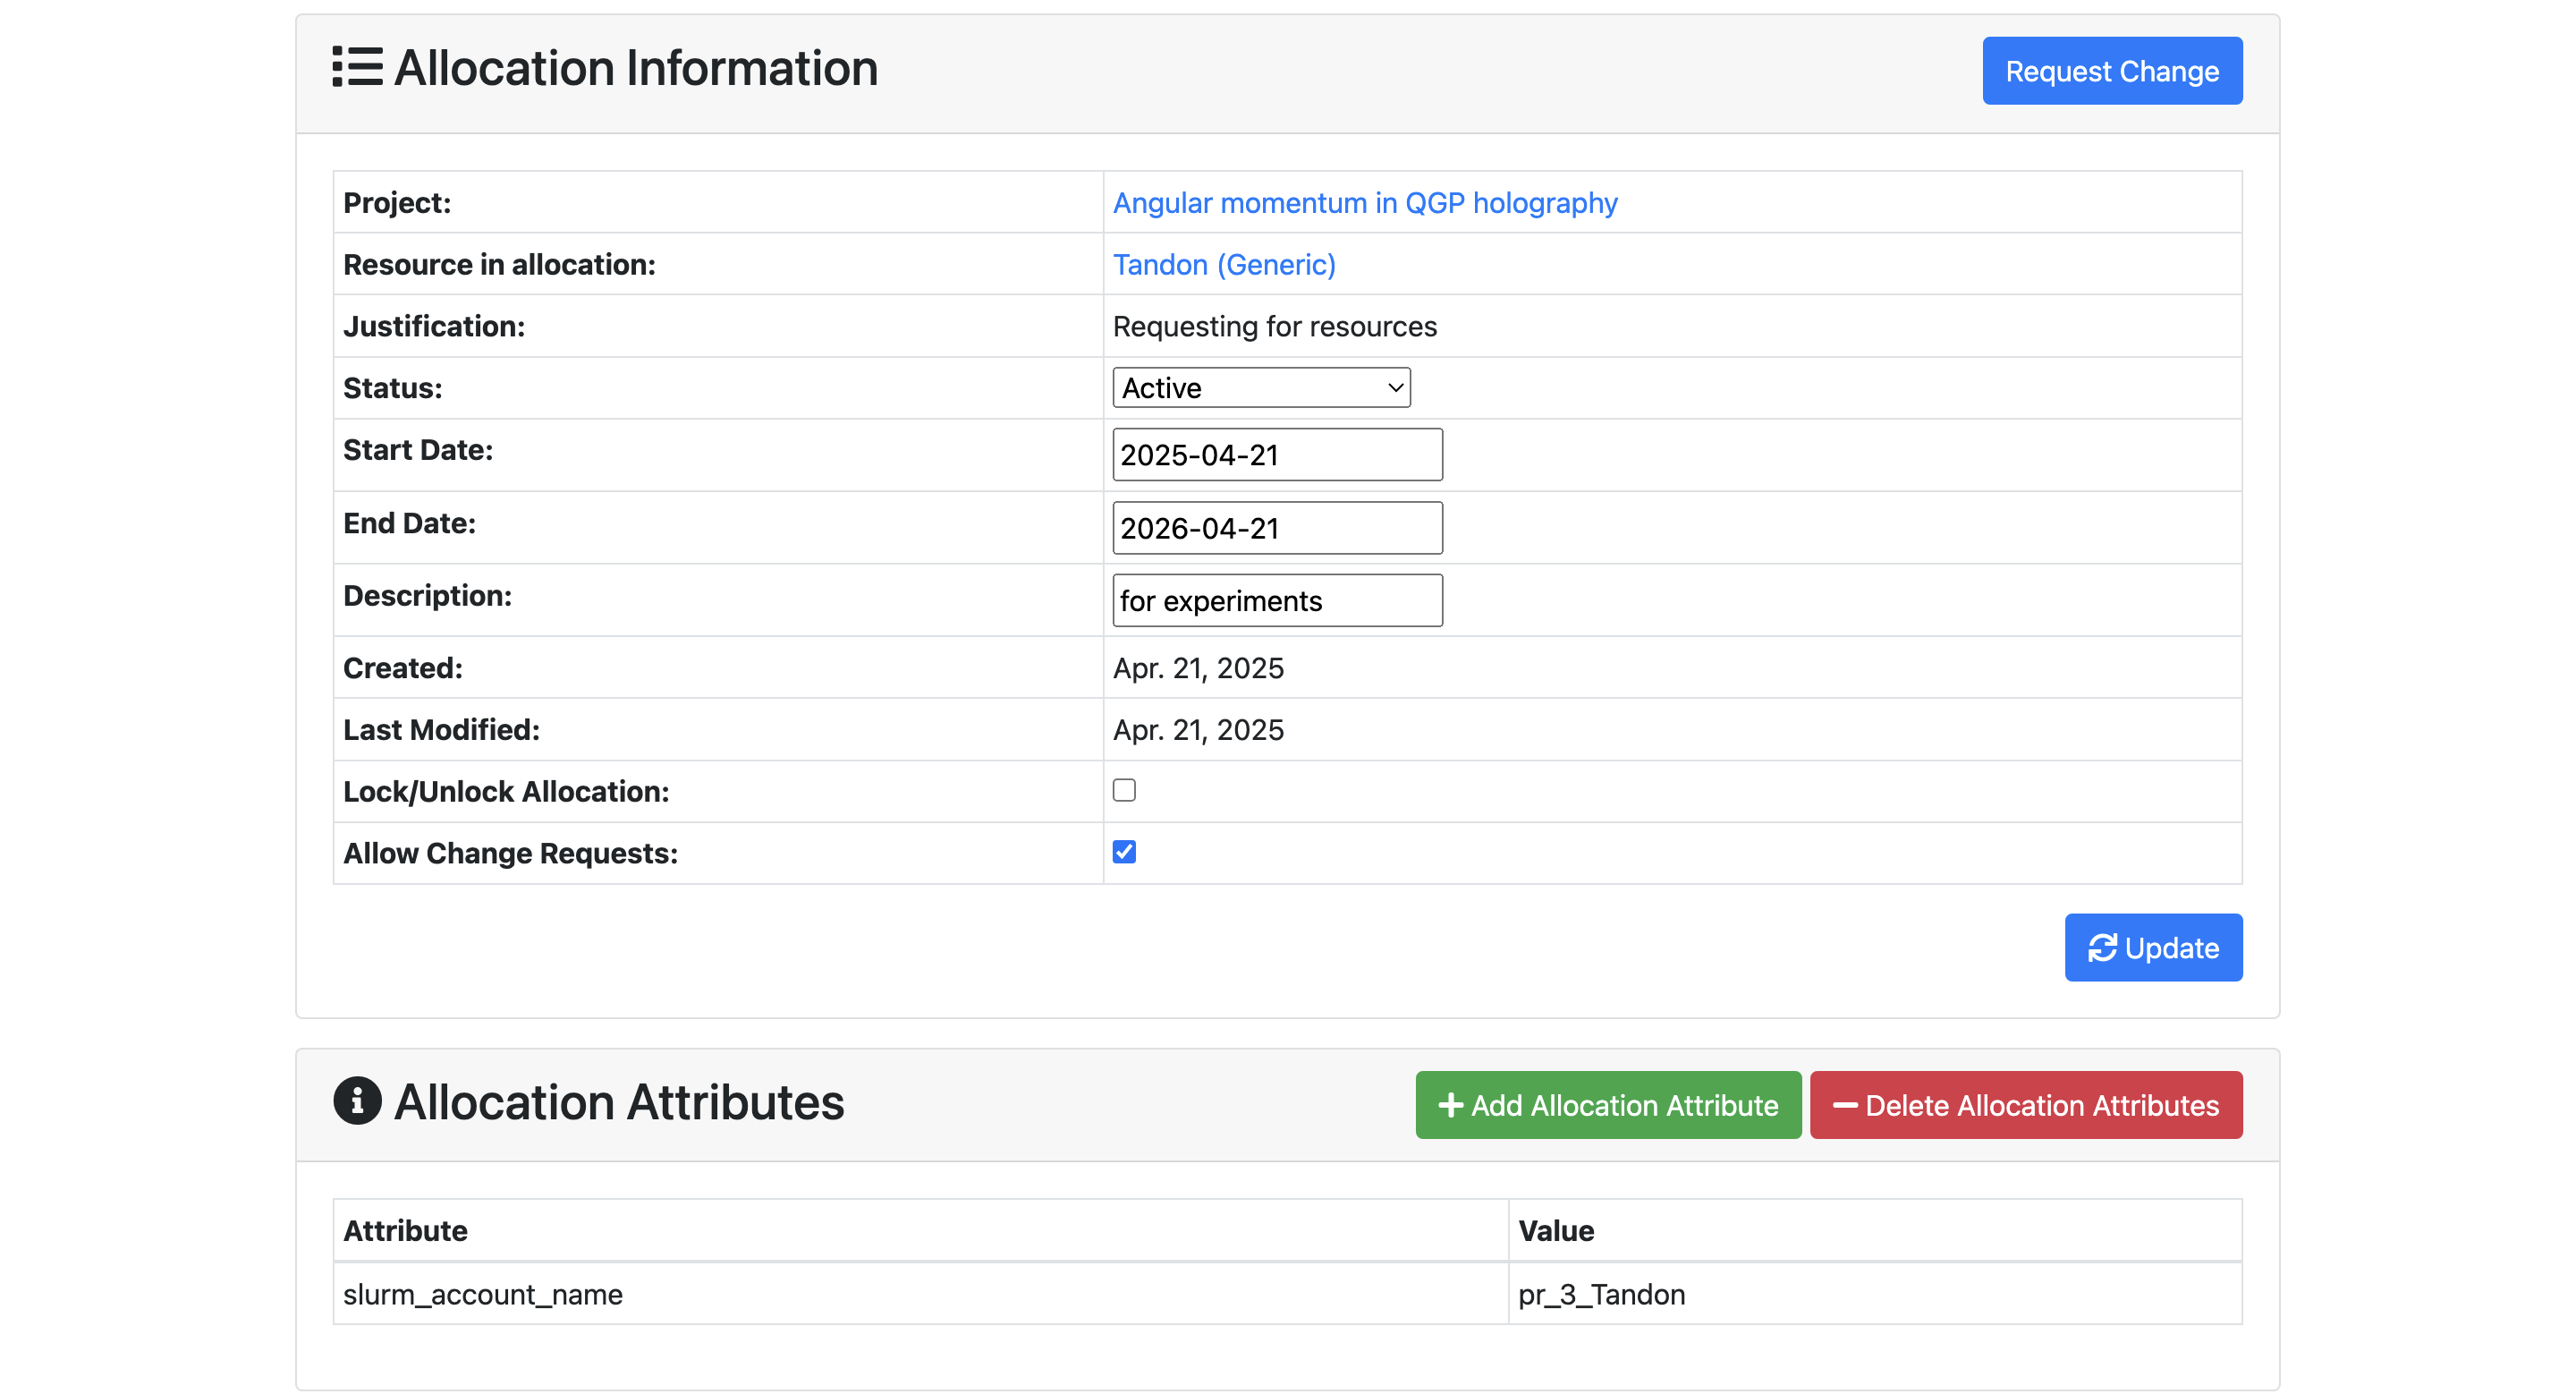 Allocation Information
Request Change
Project: Angular momentum in QGP holography
Resource in allocation: Tandon (Generic)
Justification: Requesting for resources
Status: Active
Start Date: 2025-04-21
End Date: 2026-04-21
Description: for experiments
Created: Apr. 21, 2025
Last Modified: Apr. 21, 2025
Lock/Unlock Allocation:
Allow Change Requests:
Update
Allocation Attributes
Add Allocation Attribute
Delete Allocation Attributes
Attribute Value
slurm_account_name pr_3_Tandon